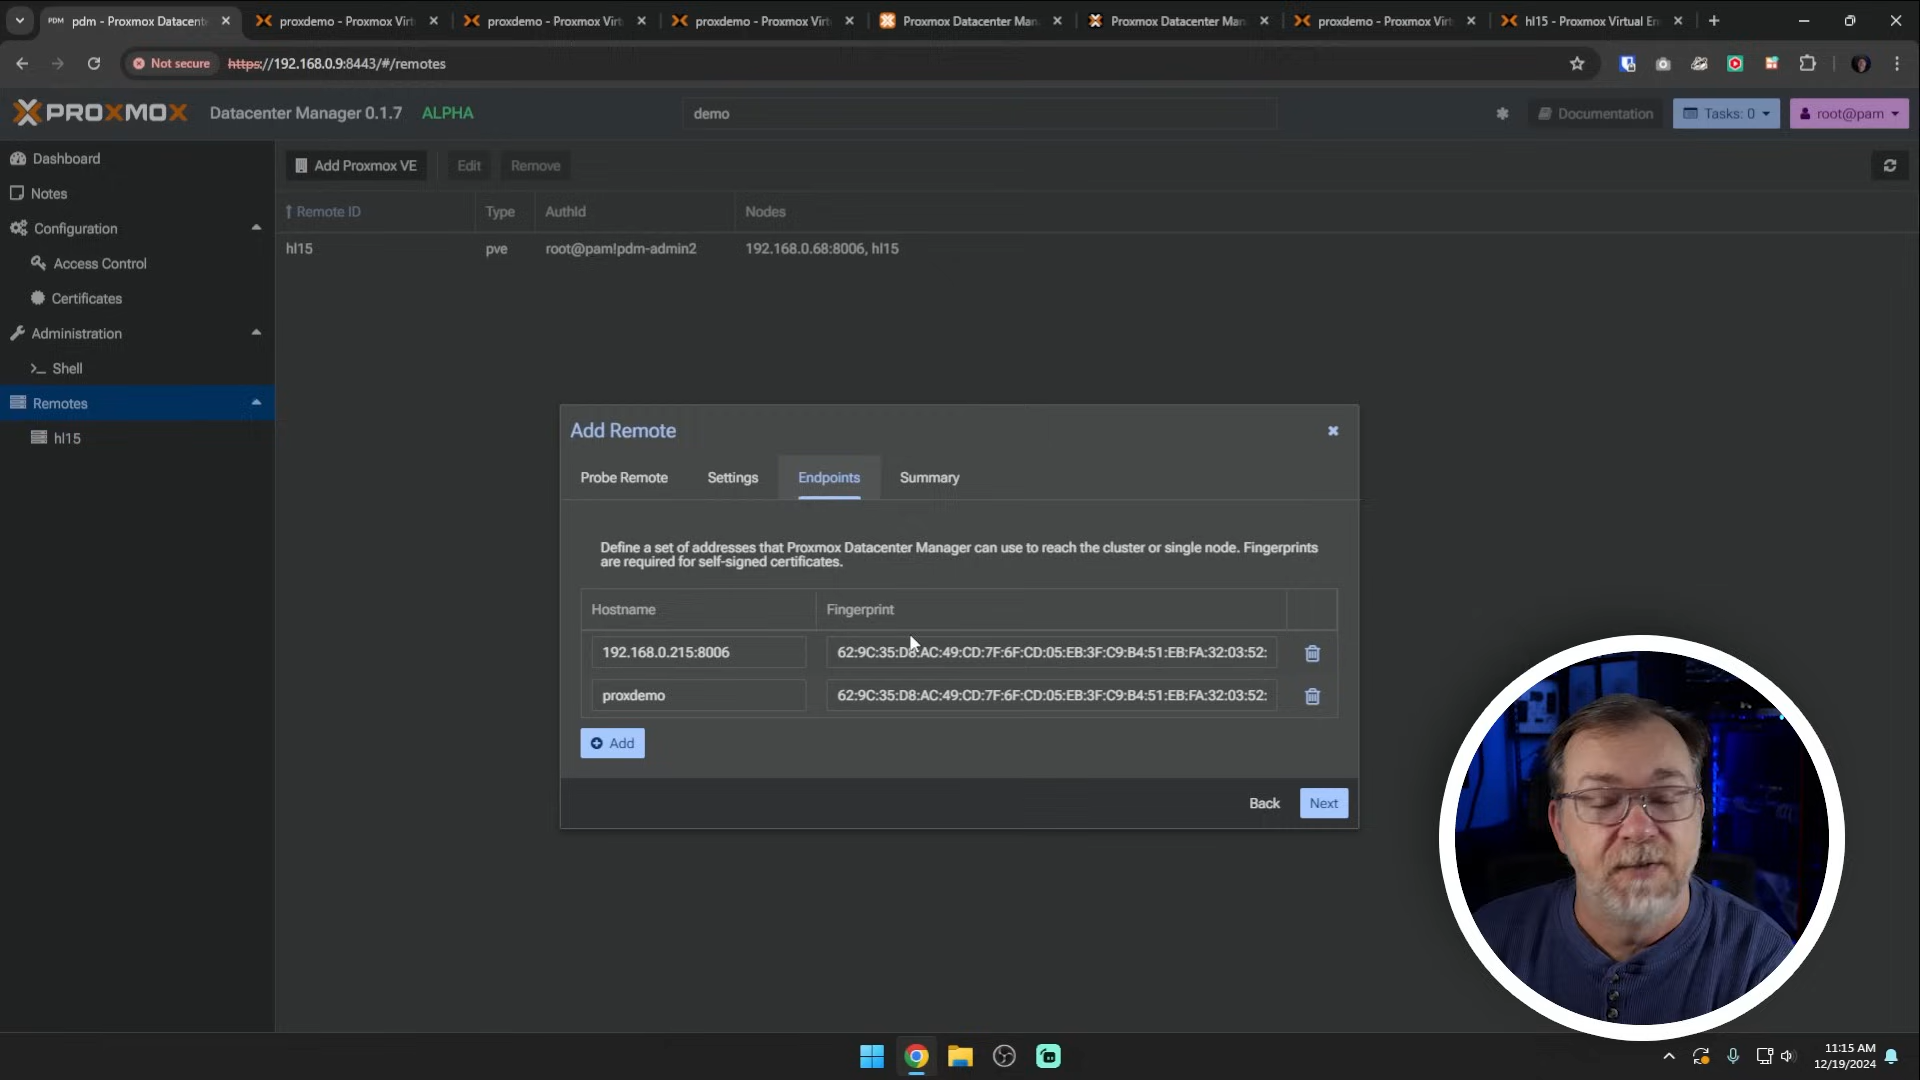 PDM pdm - Proxmox Datacente
proxdemo - Proxmox Virt
proxdemo - Proxmox Virt
proxdemo - Proxmox Virt
Proxmox Datacenter Man
Proxmox Datacenter Man
proxdemo - Proxmox Virt
hl15 - Proxmox Virtual En
Not secure https://192.168.0.9:8443/#/remotes
PROXMOX Datacenter Manager 0.1.7 ALPHA
demo
Documentation
Tasks: 0
root@pam
Dashboard
Notes
Configuration
Access Control
Certificates
Administration
Shell
Remotes
hl15
Add Proxmox VE Edit Remove
Remote ID Type AuthId Nodes
hl15 pve root@pam!pdm-admin2 192.168.0.68:8006, hl15
Add Remote
Probe Remote Settings Endpoints Summary
Define a set of addresses that Proxmox Datacenter Manager can use to reach the cluster or single node. Fingerprints
are required for self-signed certificates.
Hostname Fingerprint
192.168.0.215:8006 62:9C:35:D8:AC:49:CD:7F:6F:CD:05:EB:3F:C9:B4:51:EB:FA:32:03:52:
proxdemo 62:9C:35:D8:AC:49:CD:7F:6F:CD:05:EB:3F:C9:B4:51:EB:FA:32:03:52:
Add
Back Next
11:15 AM
12/19/2024